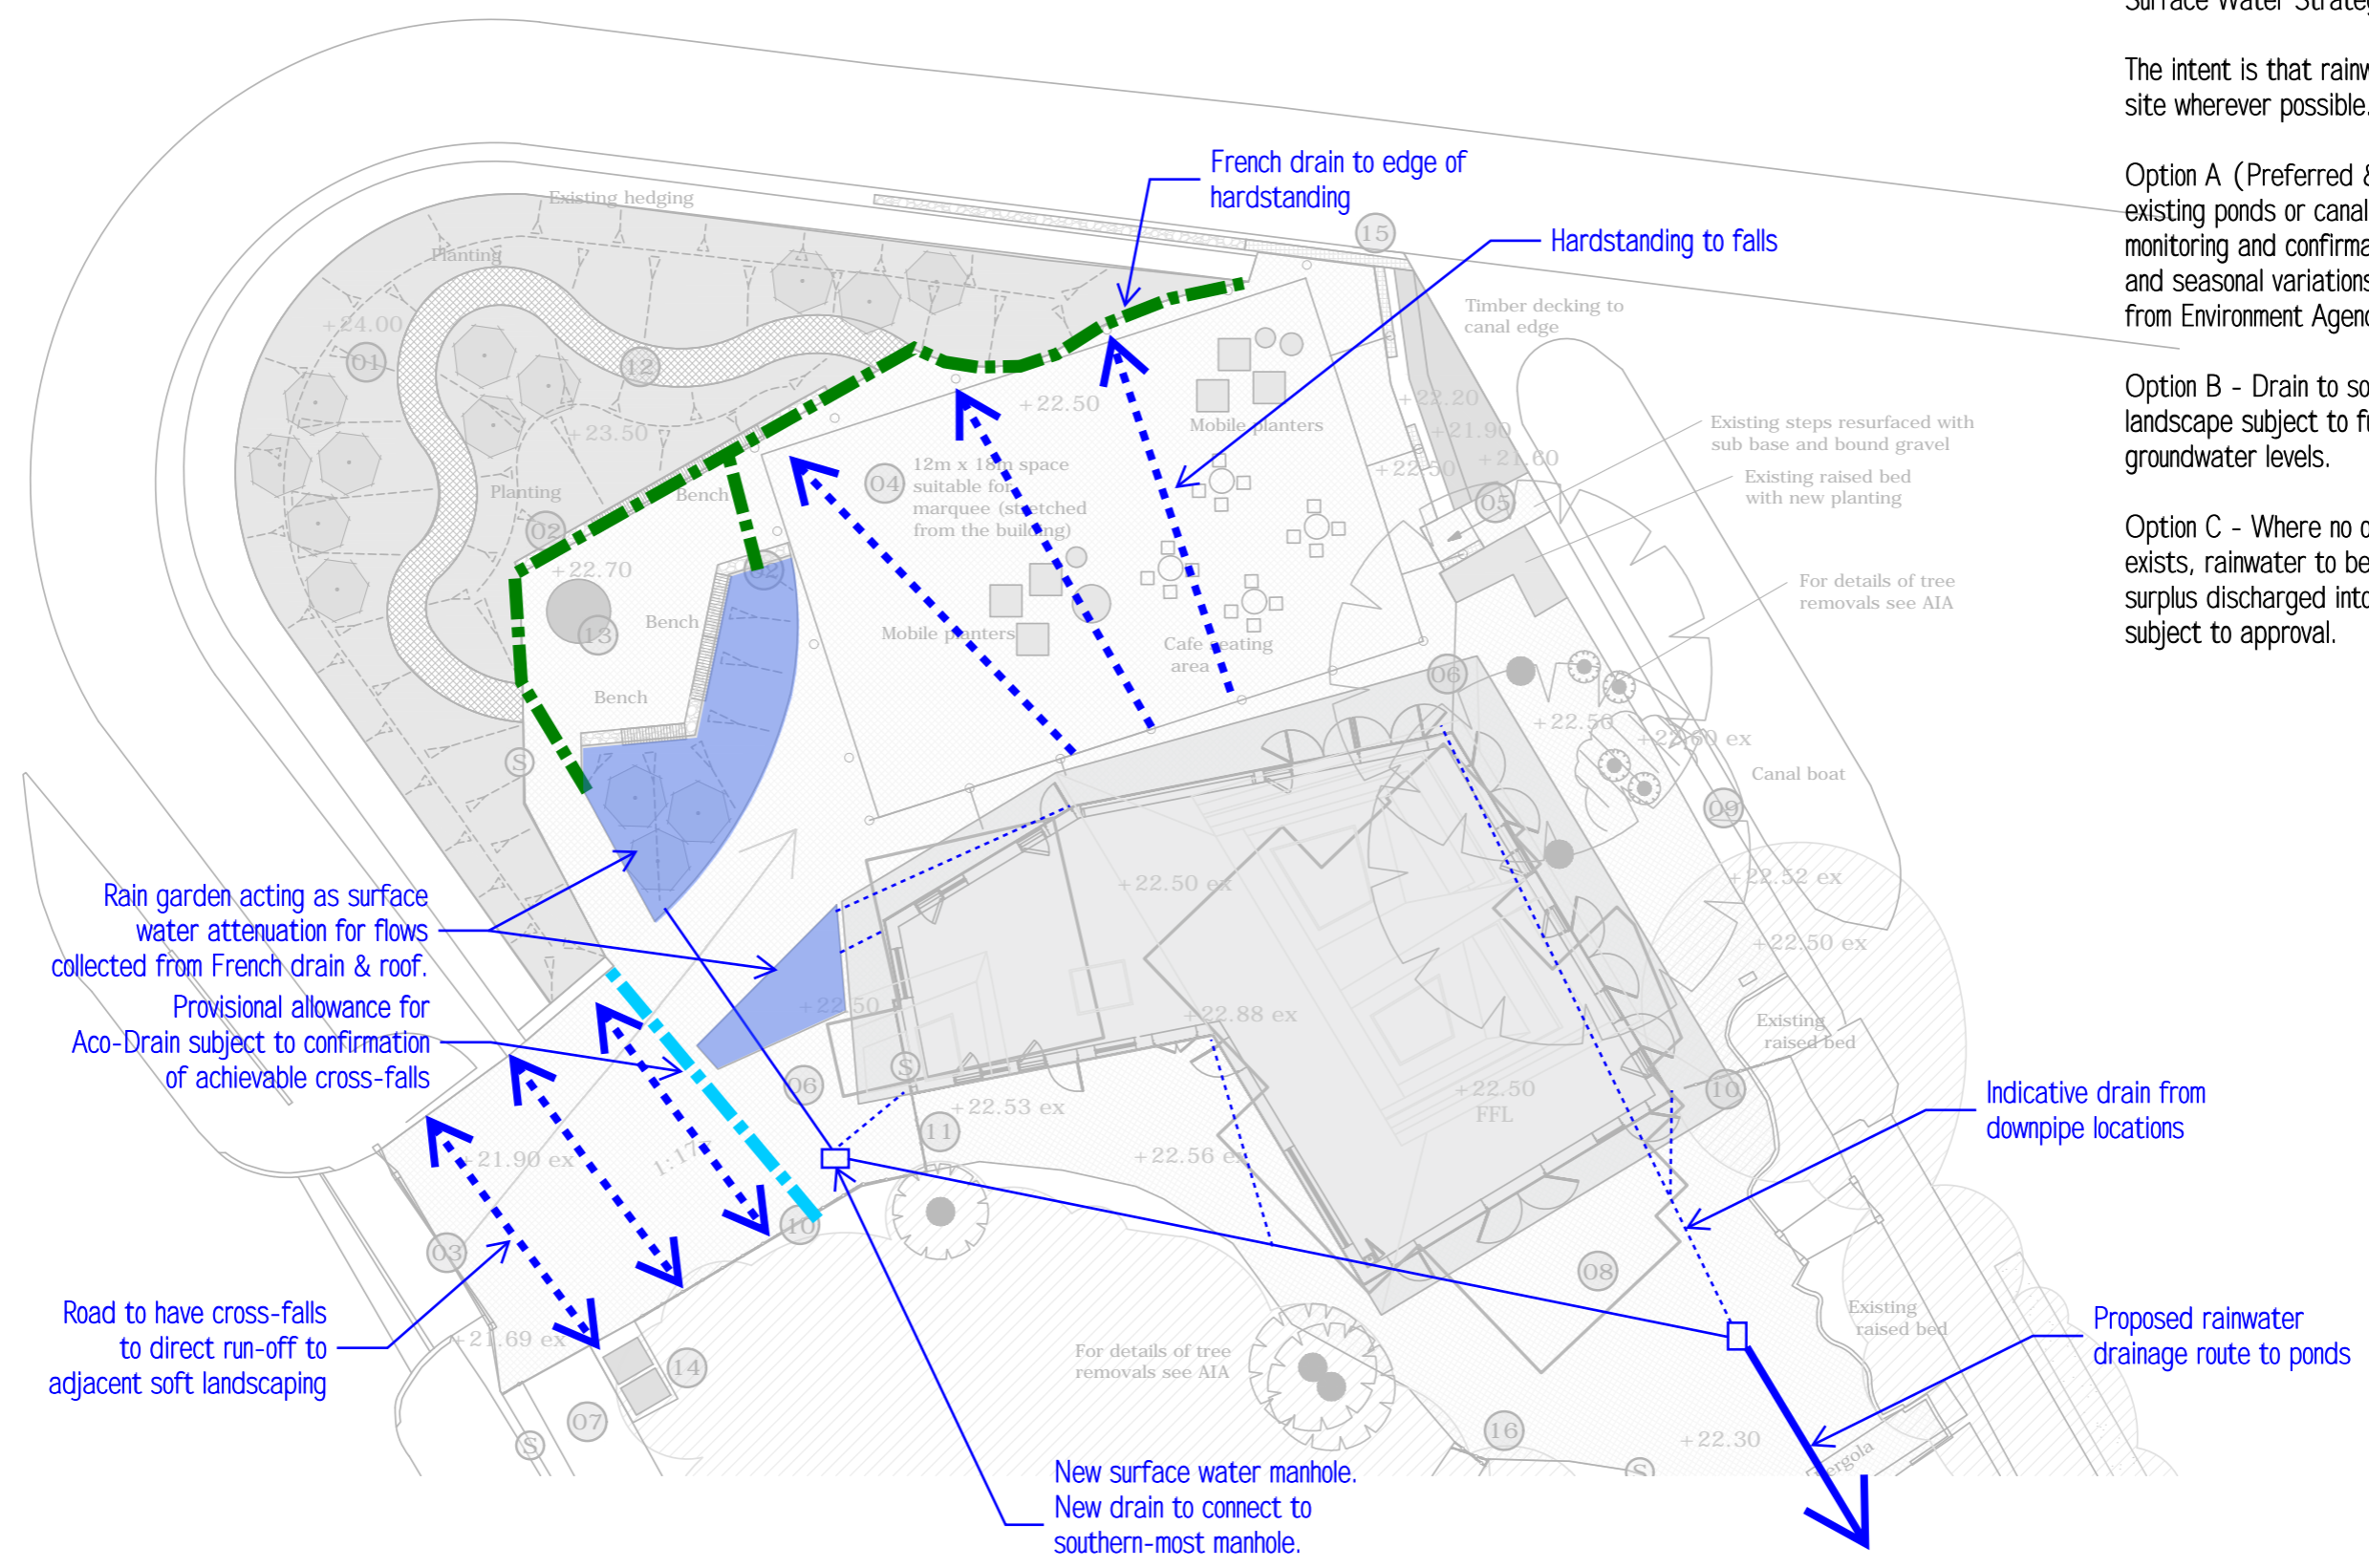 Surface Water
The intent is that
site wherever possible.
Option A (Preferred
existing ponds or canal
monitoring and
and seasonal variations
from Environment
Option B - Drain to
landscape subject to
groundwater levels.
Option C - Where no
exists, rainwater to be
surplus discharged
subject to approval.
French drain to edge of
hardstanding
Hardstanding to falls
15
Existing hedging
Planting
Timber decking to
canal edge
+24.00
01
12
+22.50
+22.20
Mobile planters
+21.90
+23.50
Existing steps resurfaced with
sub base and bound gravel
04
12m x 18m space
suitable for
marquee (stretched
from the building)
+22.50
+21.60
Existing raised bed
with new planting
Planting
Bench
02
05
+22.70
02
For details of tree
removals see AIA
13
Bench
Mobile planters
Cafe seating
area
06
Bench
+22.50
+22.60 ex
S
Canal boat
09
Rain garden acting as surface
water attenuation for flows
collected from French drain & roof.
+22.50 ex
+22.52 ex
+22.50 ex
Provisional allowance for
Aco-Drain subject to confirmation
of achievable cross-falls
+22.50
+22.88 ex
Existing
raised bed
S
06
+22.50
FFL
10
+22.53 ex
11
Indicative drain from
downpipe locations
+21.90 ex
1:17
+22.56 ex
10
03
08
Road to have cross-falls
to direct run-off to
adjacent soft landscaping
+21.69 ex
14
For details of tree
removals see AIA
Existing
raised bed
Proposed rainwater
drainage route to ponds
07
S
16
+22.30
S
Pergola
New surface water manhole.
New drain to connect to
southern-most manhole.